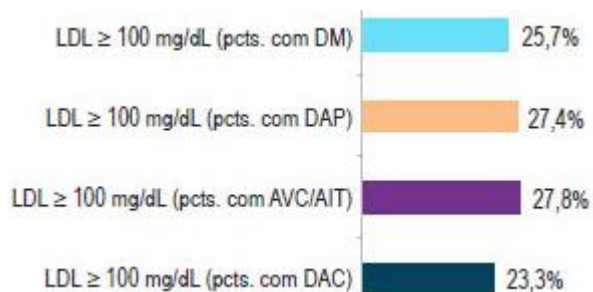 LDL ≥ 100 mg/dL (pcts. com DM) 25,7%
LDL ≥ 100 mg/dL (pcts. com DAP) 27,4%
LDL ≥ 100 mg/dL (pcts. com AVC/AIT) 27,8%
LDL ≥ 100 mg/dL (pcts. com DAC) 23,3%